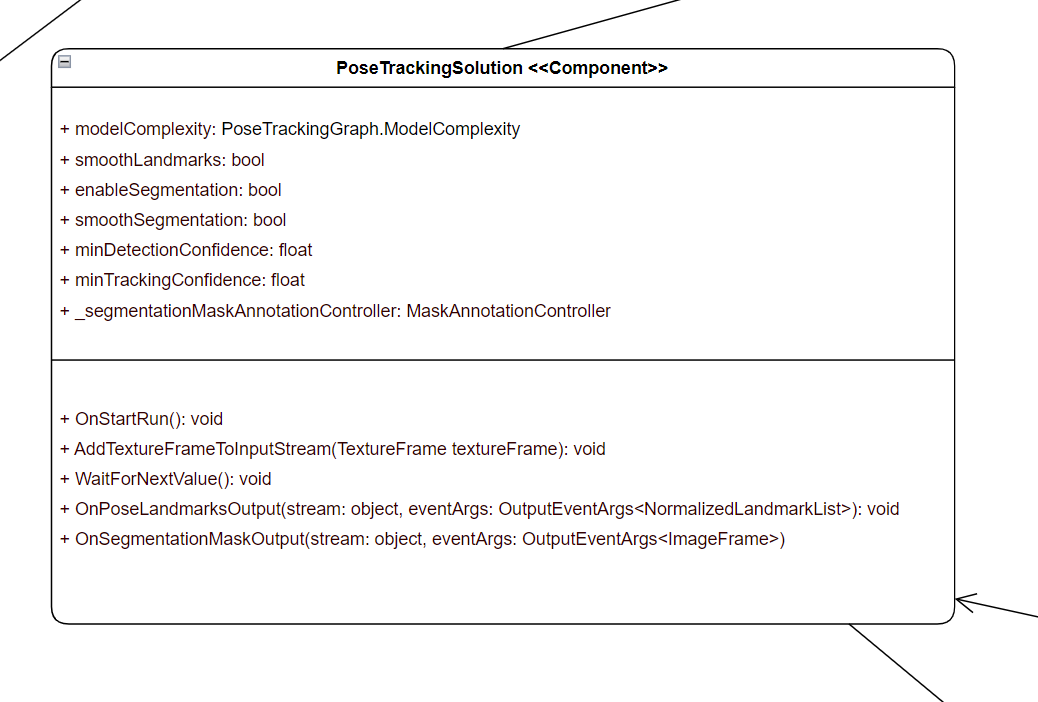 PoseTrackingSolution <<Component>>
+ modelComplexity: PoseTrackingGraph.ModelComplexity
+ smoothLandmarks: bool
+ enableSegmentation: bool
+ smoothSegmentation: bool
+ minDetectionConfidence: float
+ minTrackingConfidence: float
+ _segmentationMaskAnnotationController: MaskAnnotationController
+ OnStartRun(): void
+ AddTextureFrameToInputStream(TextureFrame textureFrame): void
+ WaitForNextValue(): void
+ OnPoseLandmarksOutput(stream: object, eventArgs: OutputEventArgs<NormalizedLandmarkList>): void
+ OnSegmentationMaskOutput(stream: object, eventArgs: OutputEventArgs<ImageFrame>)